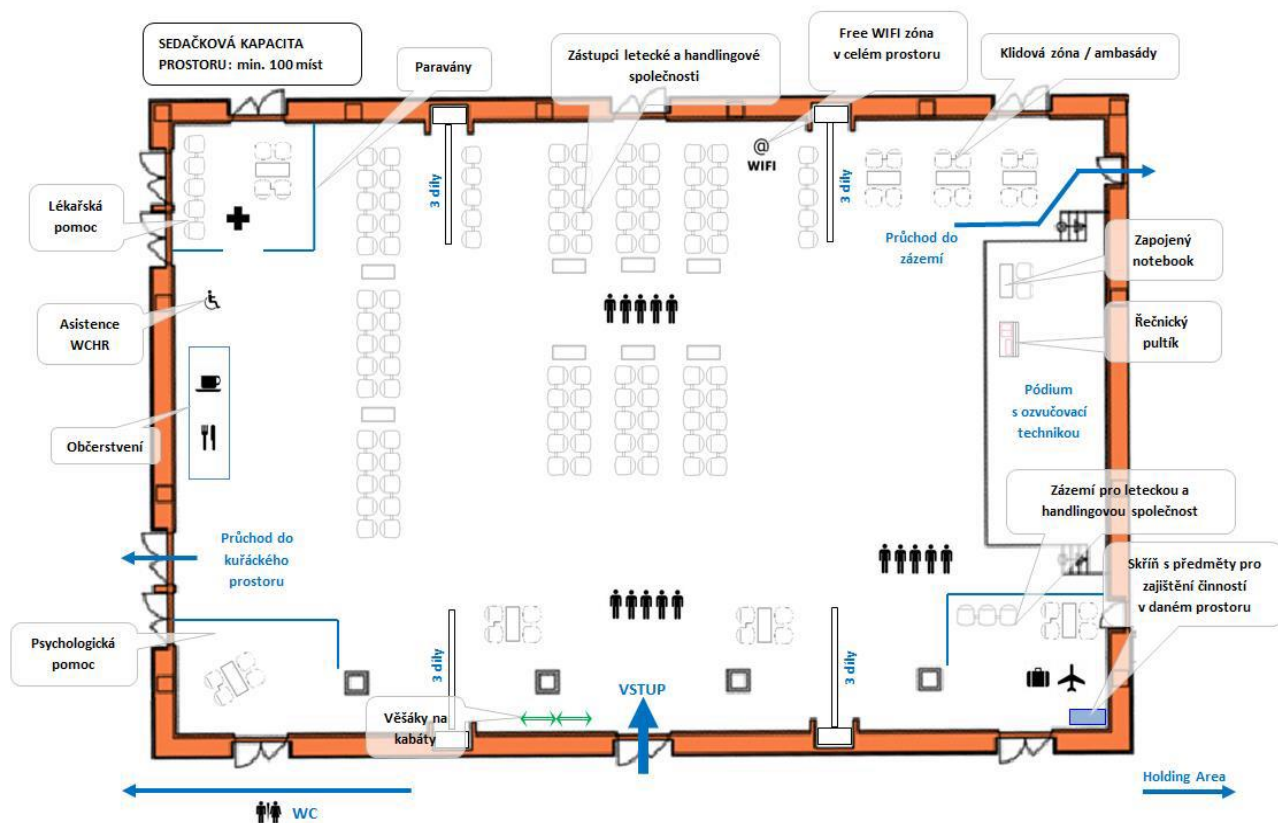 SEDAČKOVÁ KAPACITA
PROSTORU: min. 100 míst
Paravány
Zástupci letecké a handlingové
společnosti
Free WIFI zóna
v celém prostoru
Klidová zóna / ambasády
@
WIFI
3 díly
3 díly
Lékařská
pomoc
Průchod do
zázemí
Zapojený
notebook
Asistence
WCHR
Řečnický
pultík
Pódium
s ozvučovací
technikou
Občerstvení
Zázemí pro leteckou a
handlingovou společnost
Průchod do
kuřáckého
prostoru
Skříň s předměty pro
zajištění činností
v daném prostoru
Psychologická
pomoc
3 díly
3 díly
VSTUP
Věšáky na
kabáty
Holding Area
WC